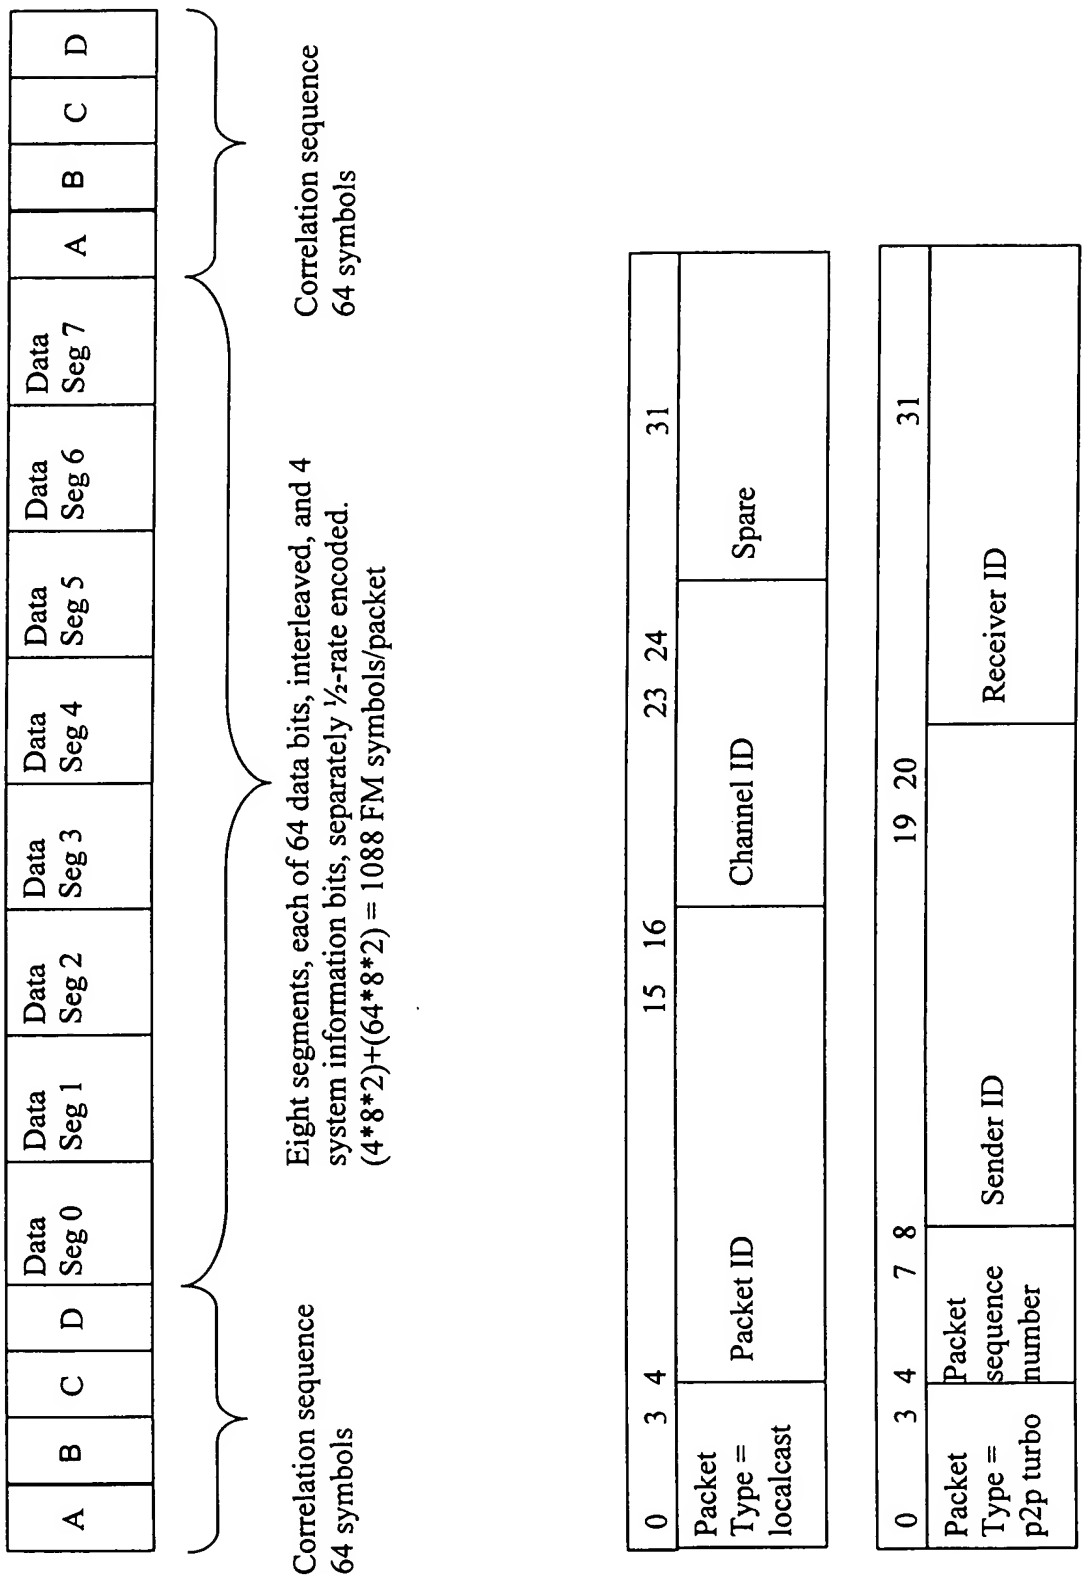 A B C D Data Data Data Data Data Data Data Data A B C D
Seg 0 Seg 1 Seg 2 Seg 3 Seg 4 Seg 5 Seg 6 Seg 7
Correlation sequence
64 symbols
Eight segments, each of 64 data bits, interleaved, and 4
system information bits, separately ½-rate encoded.
(4*8*2)+(64*8*2) = 1088 FM symbols/packet
Correlation sequence
64 symbols
0 3 4 15 16 23 24 31
Packet
Type =
localcast
Packet ID
Channel ID
Spare
0 3 4 7 8 19 20 31
Packet
Type =
p2p turbo
Packet
sequence
number
Sender ID
Receiver ID